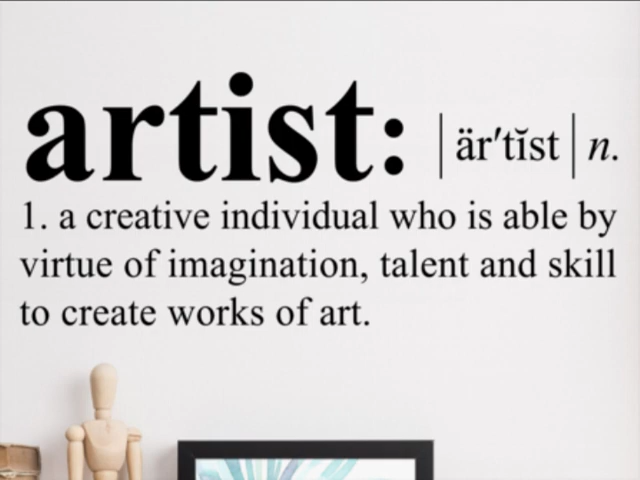 artist: |är′tĭst| n.
1. a creative individual who is able by
virtue of imagination, talent and skill
to create works of art.